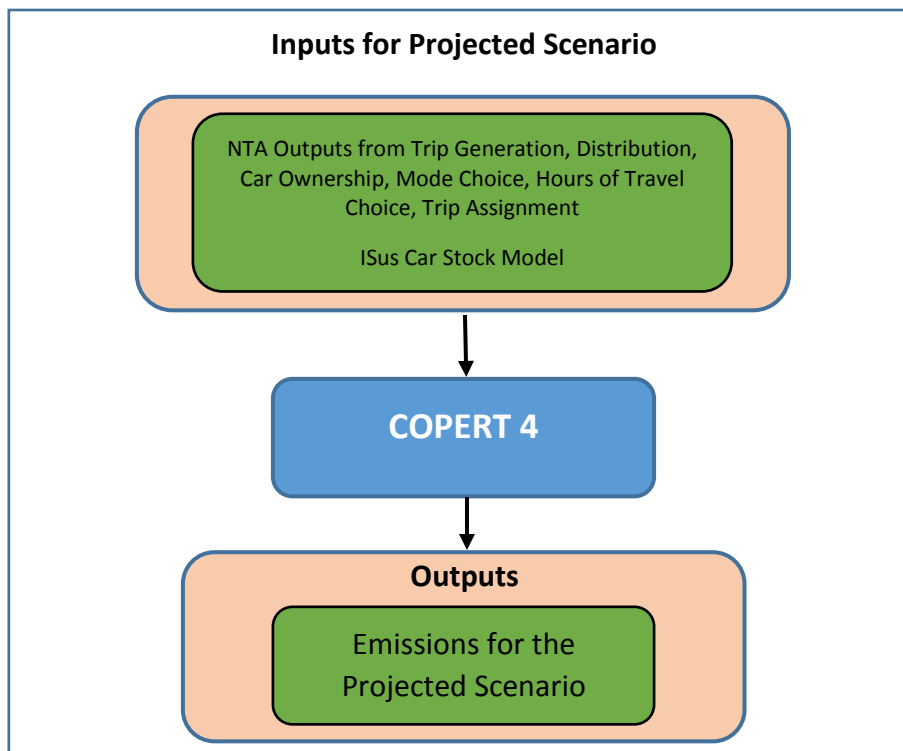 Inputs for Projected Scenario
NTA Outputs from Trip Generation, Distribution,
Car Ownership, Mode Choice, Hours of Travel
Choice, Trip Assignment
ISus Car Stock Model
COPERT 4
Outputs
Emissions for the
Projected Scenario